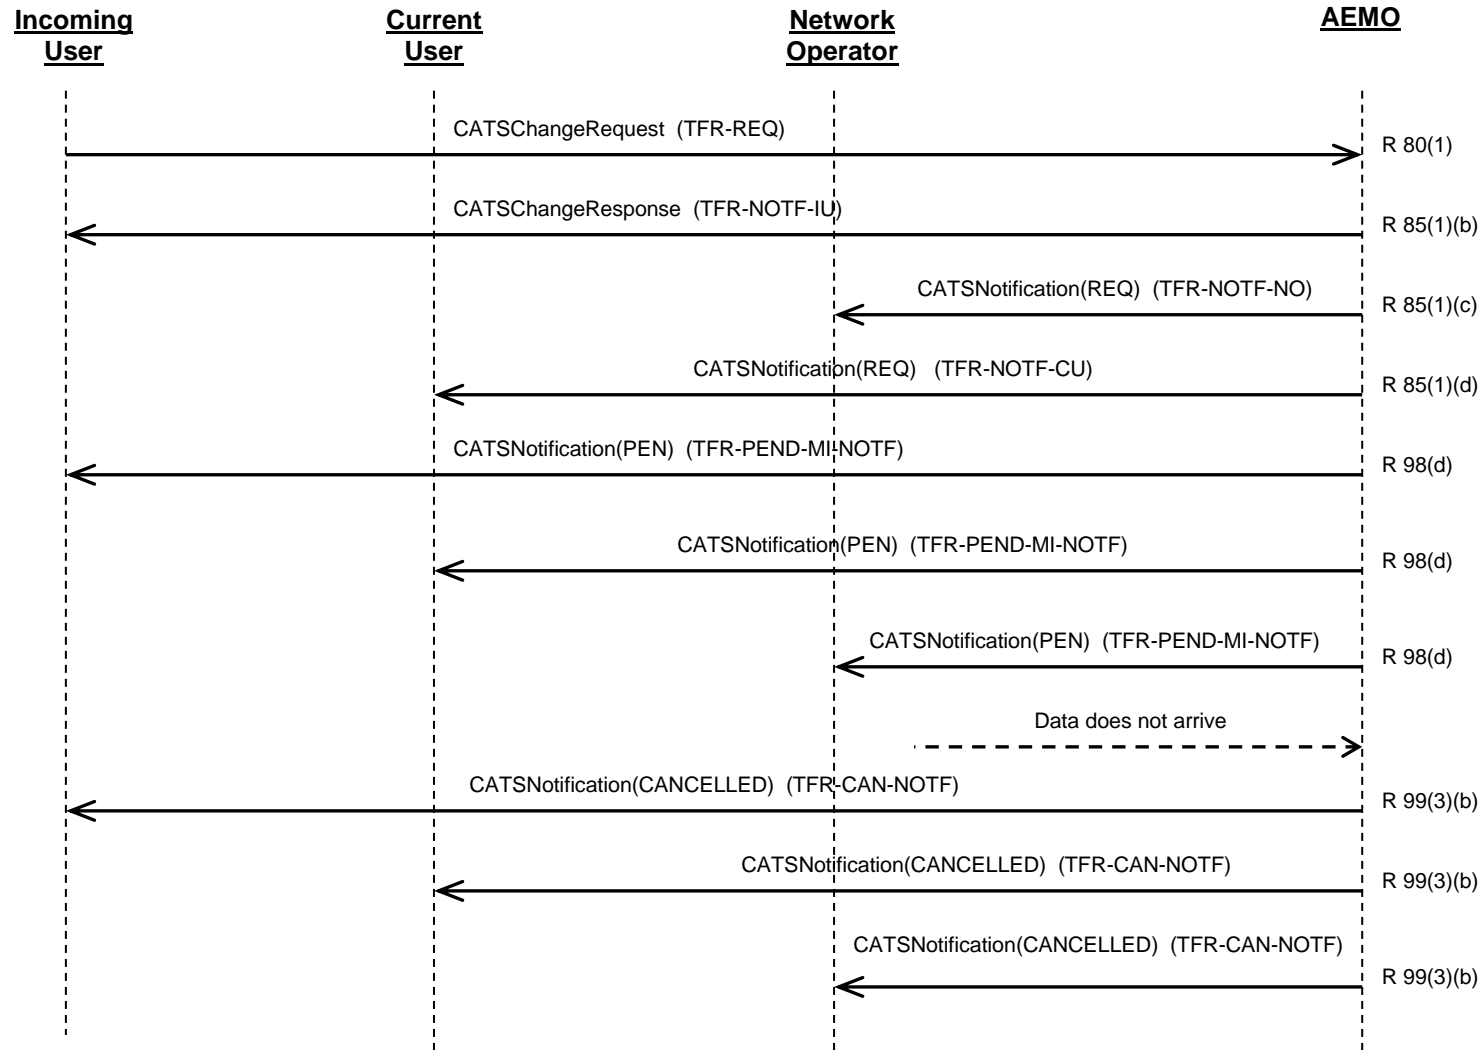 Incoming
User
Current
User
Network
Operator
AEMO
CATSChangeRequest (TFR-REQ)
R 80(1)
CATSChangeResponse (TFR-NOTF-IU)
R 85(1)(b)
CATSNotification(REQ) (TFR-NOTF-NO)
R 85(1)(c)
CATSNotification(REQ) (TFR-NOTF-CU)
R 85(1)(d)
CATSNotification(PEN) (TFR-PEND-MI-NOTF)
R 98(d)
CATSNotification(PEN) (TFR-PEND-MI-NOTF)
R 98(d)
CATSNotification(PEN) (TFR-PEND-MI-NOTF)
R 98(d)
Data does not arrive
CATSNotification(CANCELLED) (TFR-CAN-NOTF)
R 99(3)(b)
CATSNotification(CANCELLED) (TFR-CAN-NOTF)
R 99(3)(b)
CATSNotification(CANCELLED) (TFR-CAN-NOTF)
R 99(3)(b)